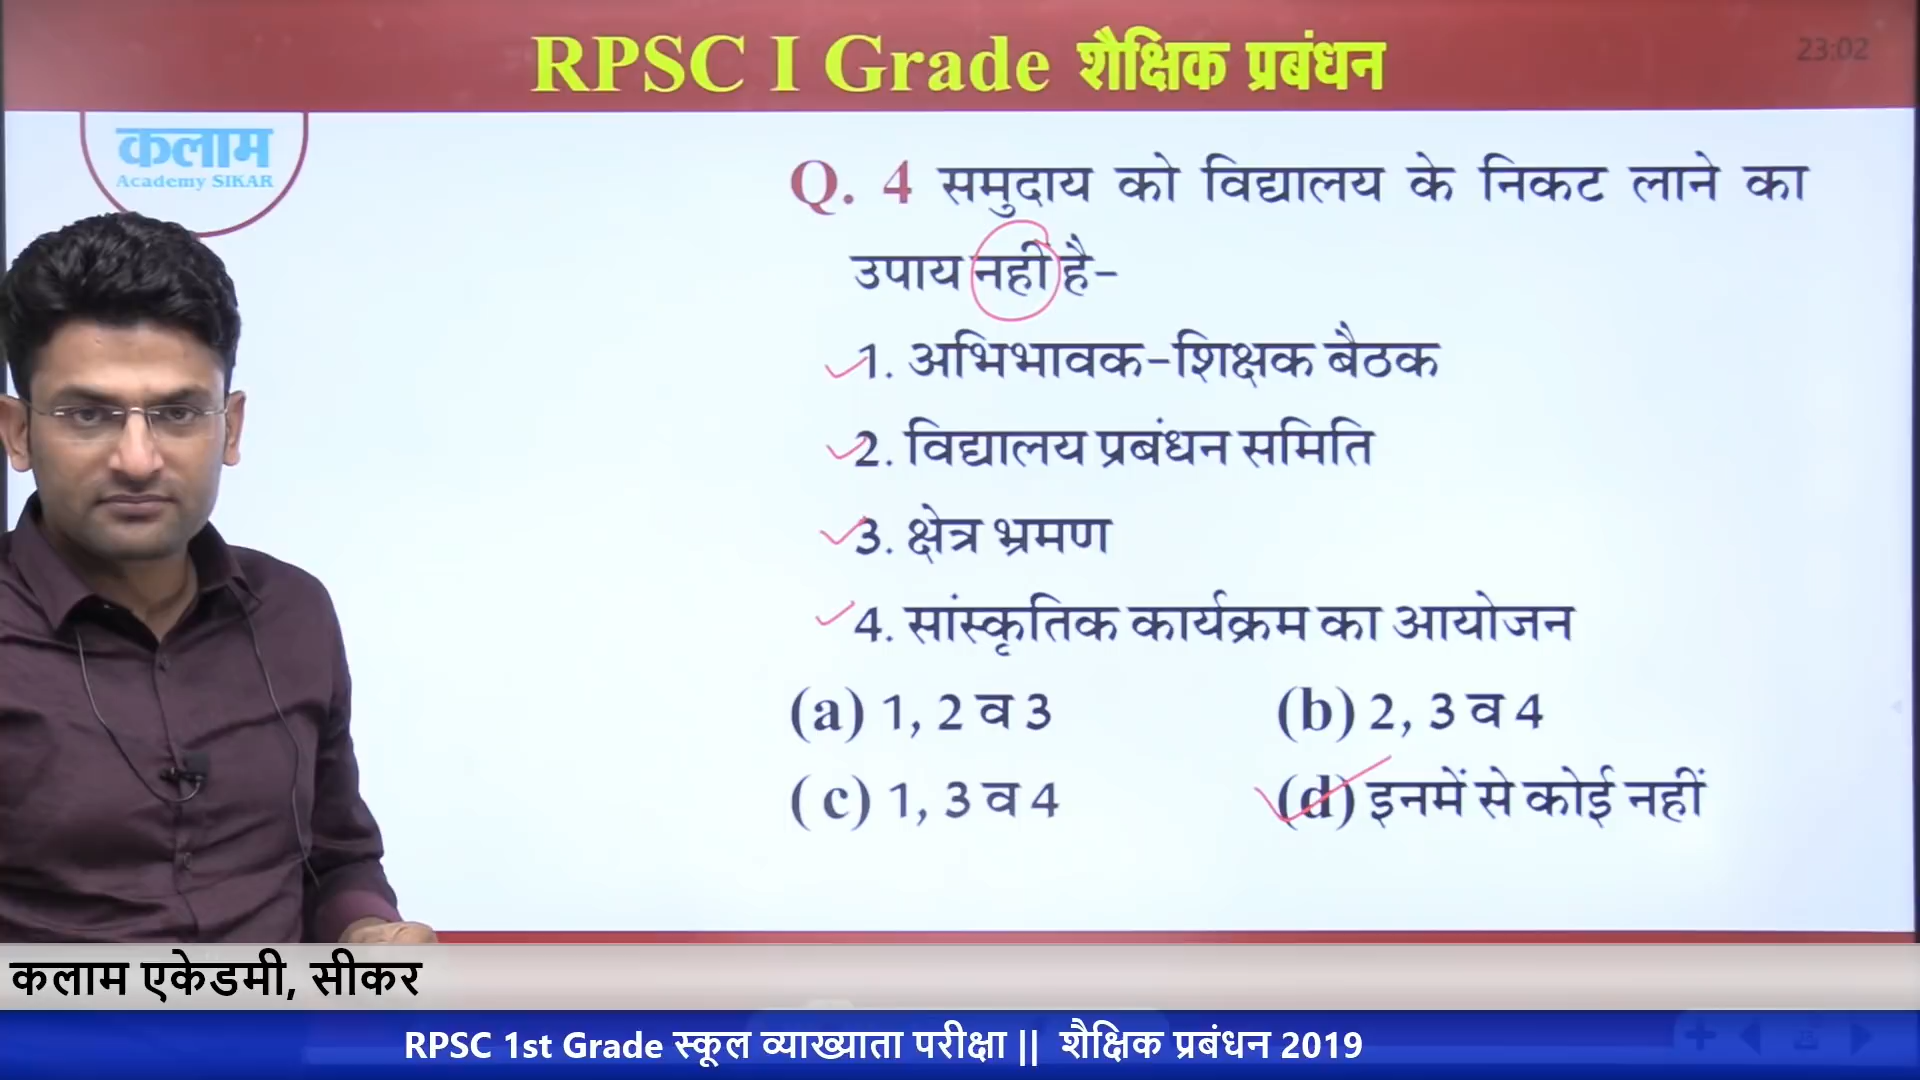 RPSC I Grade शैक्षिक प्रबंधन
23:02
कलाम
Academy SIKAR
Q. 4 समुदाय को विद्यालय के निकट लाने का
उपाय नहीं है-
1. अभिभावक-शिक्षक बैठक
2. विद्यालय प्रबंधन समिति
3. क्षेत्र भ्रमण
4. सांस्कृतिक कार्यक्रम का आयोजन
(a) 1, 2 व 3 (b) 2, 3 व 4
( c) 1, 3 व 4 (d) इनमें से कोई नहीं
कलाम एकेडमी, सीकर
RPSC 1st Grade स्कूल व्याख्याता परीक्षा || शैक्षिक प्रबंधन 2019